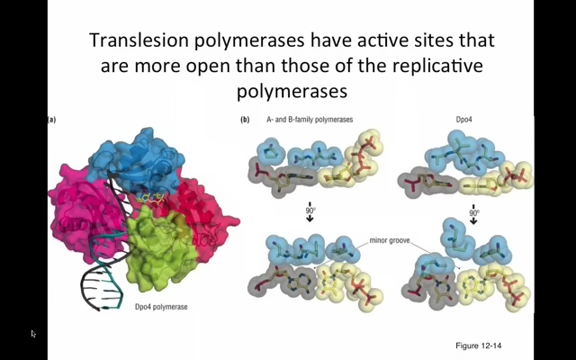 Translesion polymerases have active sites that
are more open than those of the replicative
polymerases
(a)
(b)
A- and B-family polymerases
Dpo4
90°
90°
minor groove
Dpo4 polymerase
Figure 12-14